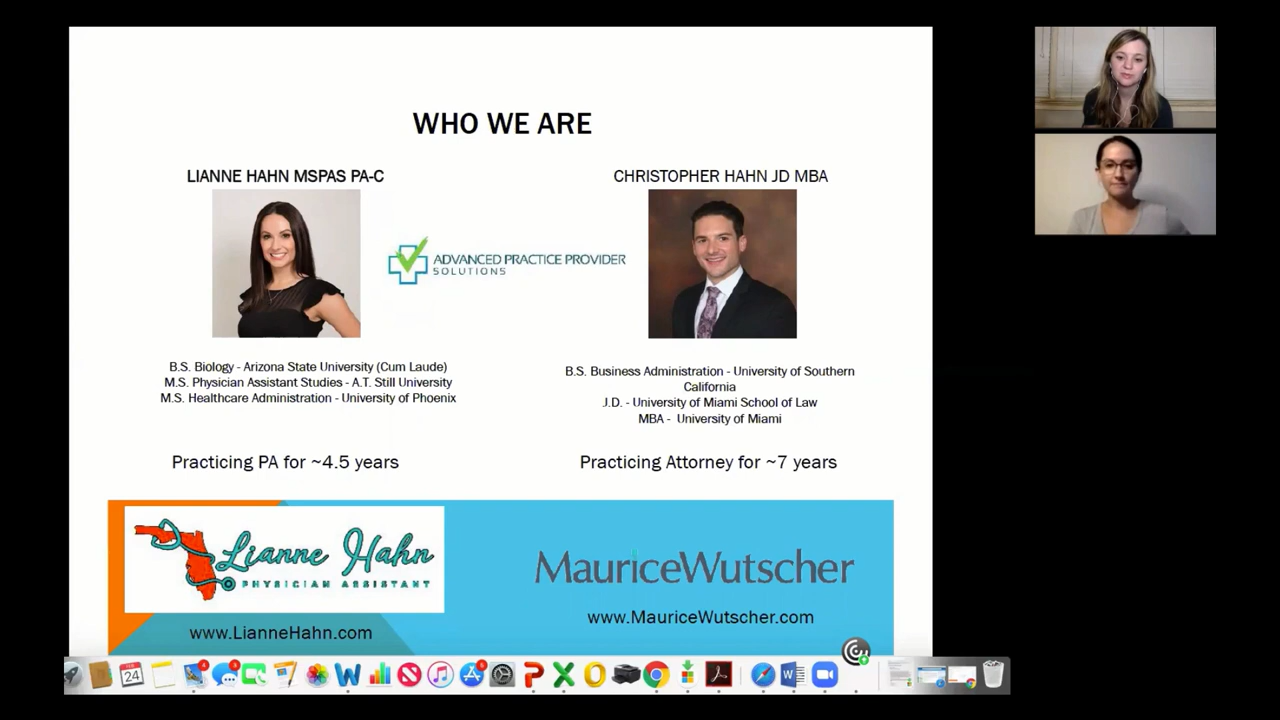 WHO WE ARE
LIANNE HAHN MSPAS PA-C
CHRISTOPHER HAHN JD MBA
ADVANCED PRACTICE PROVIDER
SOLUTIONS
B.S. Biology - Arizona State University (Cum Laude)
M.S. Physician Assistant Studies - A.T. Still University
M.S. Healthcare Administration - University of Phoenix
B.S. Business Administration - University of Southern
California
J.D. - University of Miami School of Law
MBA - University of Miami
Practicing PA for ~4.5 years
Practicing Attorney for ~7 years
Lianne Hahn
PHYSICIAN ASSISTANT
www.LianneHahn.com
MauriceWutscher
www.MauriceWutscher.com
24